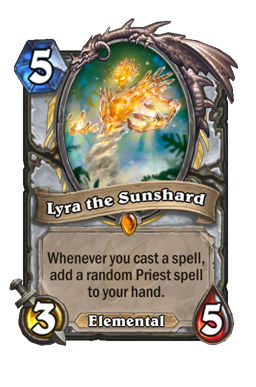 5
Lyra the Sunshard
Whenever you cast a spell,
add a random Priest spell
to your hand.
3
Elemental
5